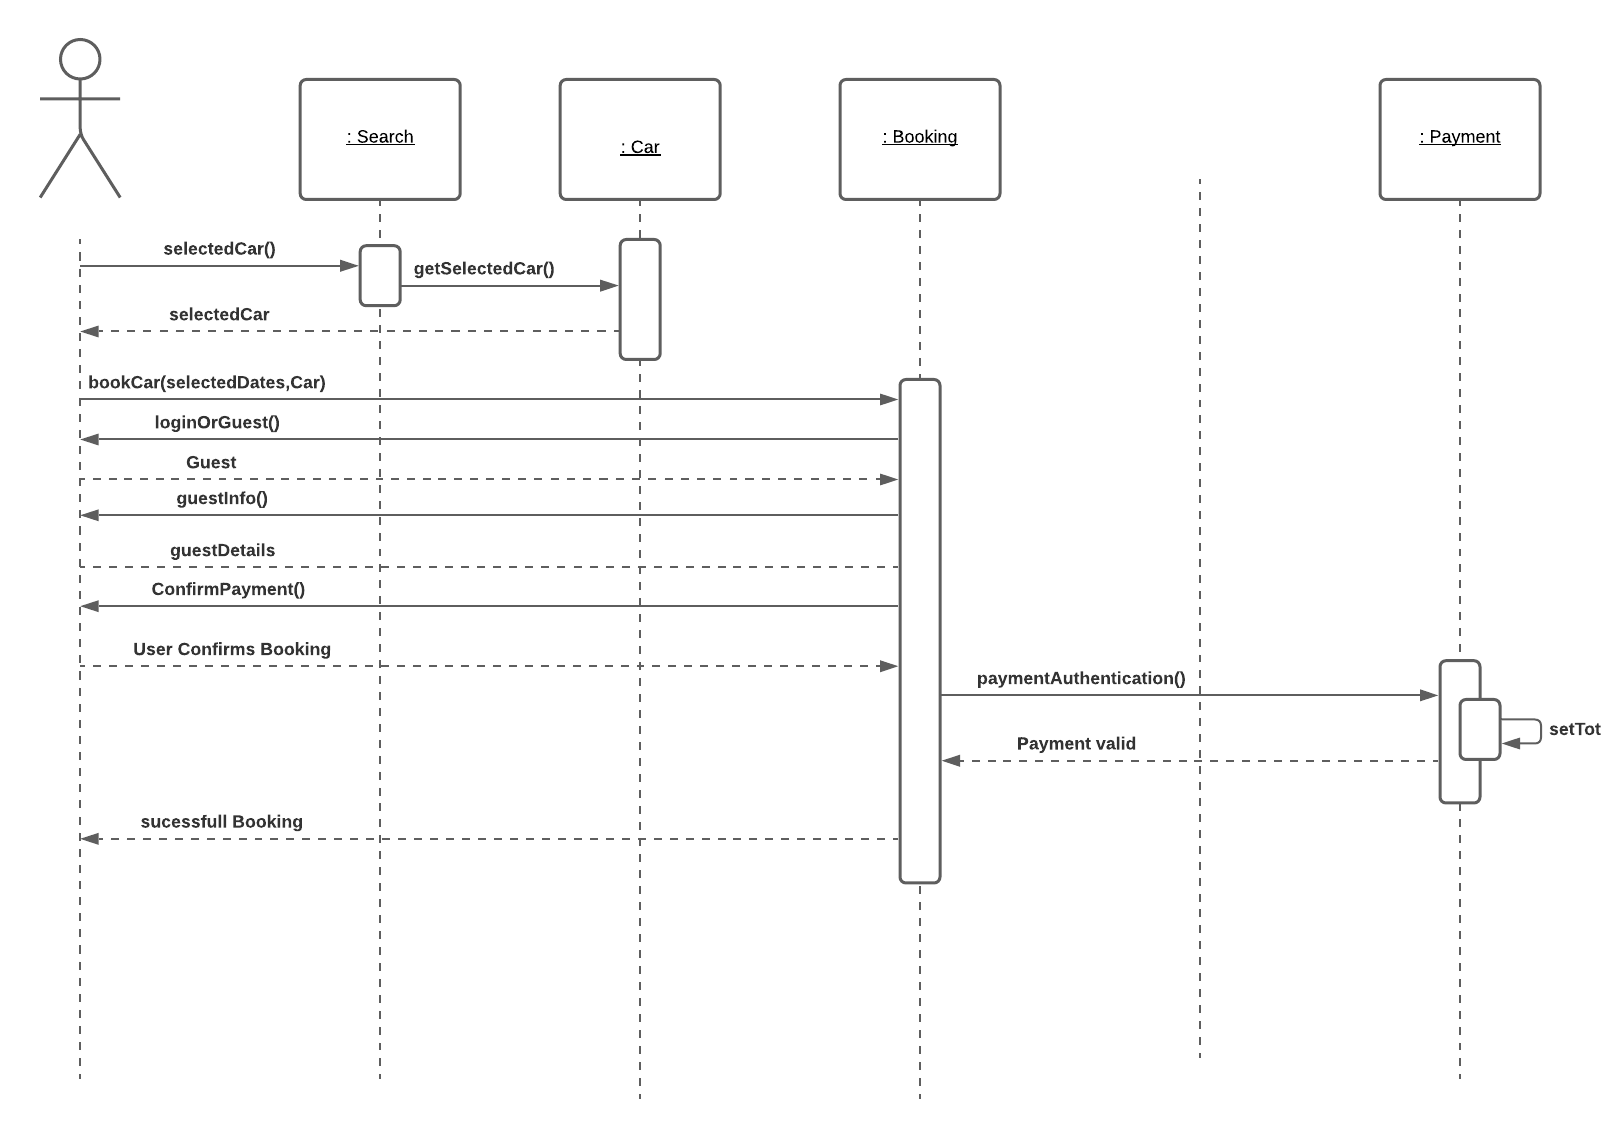 : Search
: Car
: Booking
: Payment
selectedCar()
getSelectedCar()
selectedCar
bookCar(selectedDates,Car)
loginOrGuest()
Guest
guestInfo()
guestDetails
ConfirmPayment()
User Confirms Booking
paymentAuthentication()
setTot
Payment valid
sucessfull Booking